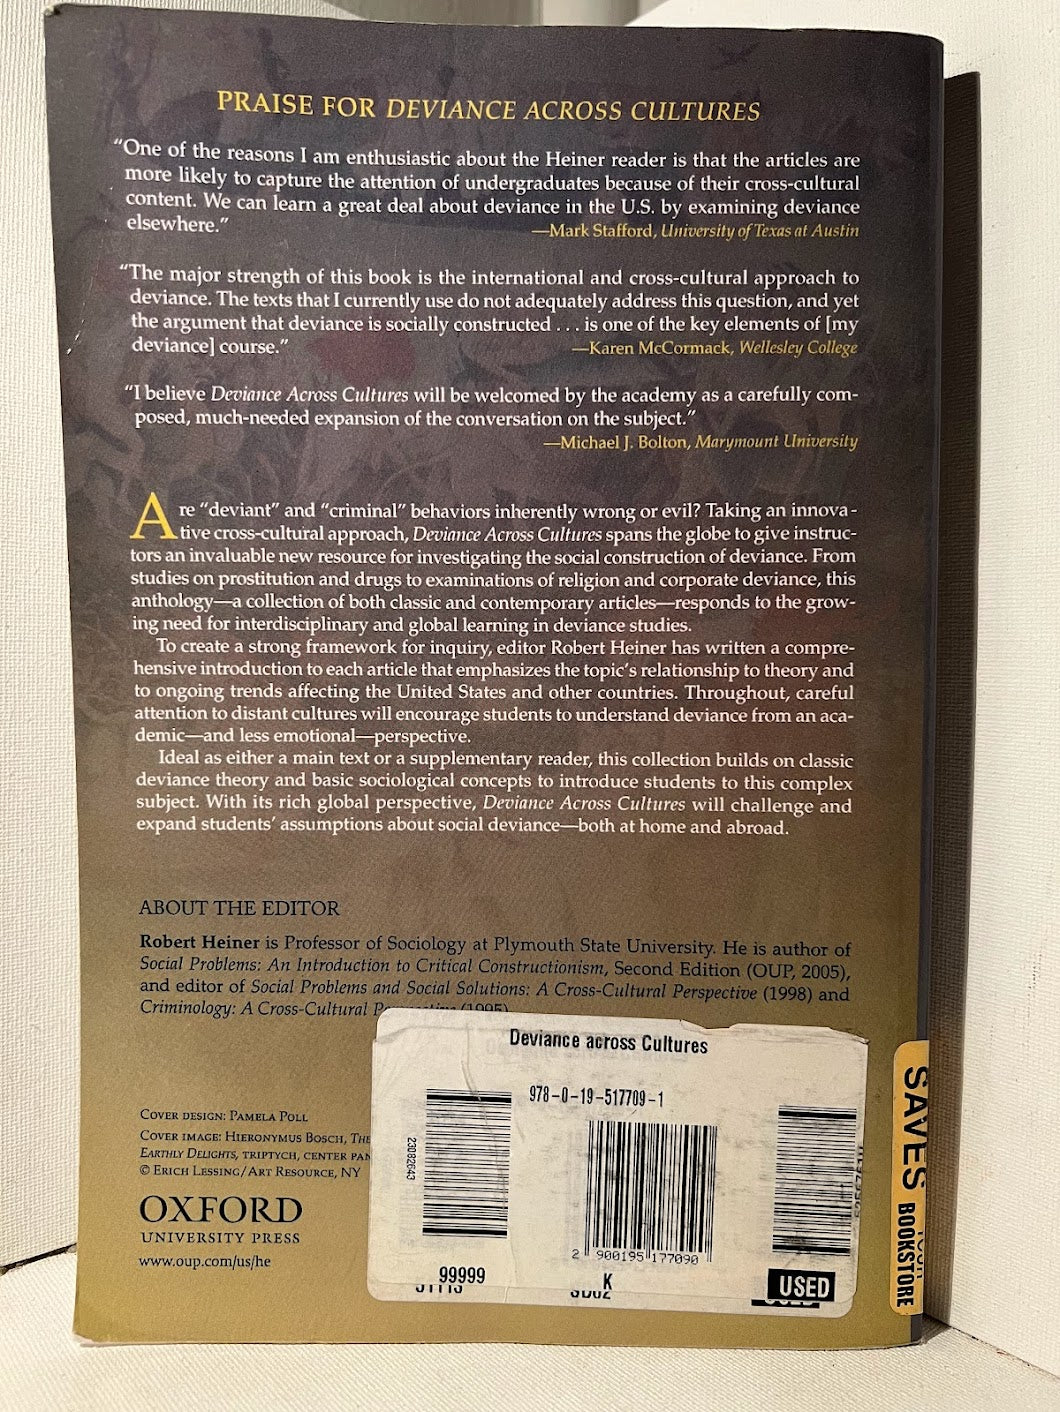 PRAISE FOR DEVIANCE ACROSS CULTURES
“One of the reasons I am enthusiastic about the Heiner reader is that the articles are
more likely to capture the attention of undergraduates because of their cross-cultural
content. We can learn a great deal about deviance in the U.S. by examining deviance
elsewhere.”
—Mark Stafford, University of Texas at Austin
“The major strength of this book is the international and cross-cultural approach to
deviance. The texts that I currently use do not adequately address this question, and yet
the argument that deviance is socially constructed . . . is one of the key elements of [my
deviance] course.”
—Karen McCormack, Wellesley College
“I believe Deviance Across Cultures will be welcomed by the academy as a carefully com-
posed, much-needed expansion of the conversation on the subject.”
—Michael J. Bolton, Marymount University
Are “deviant” and “criminal” behaviors inherently wrong or evil? Taking an innova-
tive cross-cultural approach, Deviance Across Cultures spans the globe to give instruc-
tors an invaluable new resource for investigating the social construction of deviance. From
studies on prostitution and drugs to examinations of religion and corporate deviance, this
anthology—a collection of both classic and contemporary articles—responds to the grow-
ing need for interdisciplinary and global learning in deviance studies.
To create a strong framework for inquiry, editor Robert Heiner has written a compre-
hensive introduction to each article that emphasizes the topic’s relationship to theory and
to ongoing trends affecting the United States and other countries. Throughout, careful
attention to distant cultures will encourage students to understand deviance from an aca-
demic—and less emotional—perspective.
Ideal as either a main text or a supplementary reader, this collection builds on classic
deviance theory and basic sociological concepts to introduce students to this complex
subject. With its rich global perspective, Deviance Across Cultures will challenge and
expand students’ assumptions about social deviance—both at home and abroad.
ABOUT THE EDITOR
Robert Heiner is Professor of Sociology at Plymouth State University. He is author of
Social Problems: An Introduction to Critical Constructionism, Second Edition (OUP, 2005),
and editor of Social Problems and Social Solutions: A Cross-Cultural Perspective (1998) and
Criminology: A Cross-Cultural Perspective (1995).
Deviance across Cultures
978-0-19-517709-1
23082643
2 900195 177090
99999
K
USED
COVER DESIGN: PAMELA POLL
COVER IMAGE: HIERONYMUS BOSCH, THE
EARTHLY DELIGHTS, TRIPTYCH, CENTER PAN
© ERICH LESSING/ART RESOURCE, NY
OXFORD
UNIVERSITY PRESS
www.oup.com/us/he
SAVES
BOOKSTORE